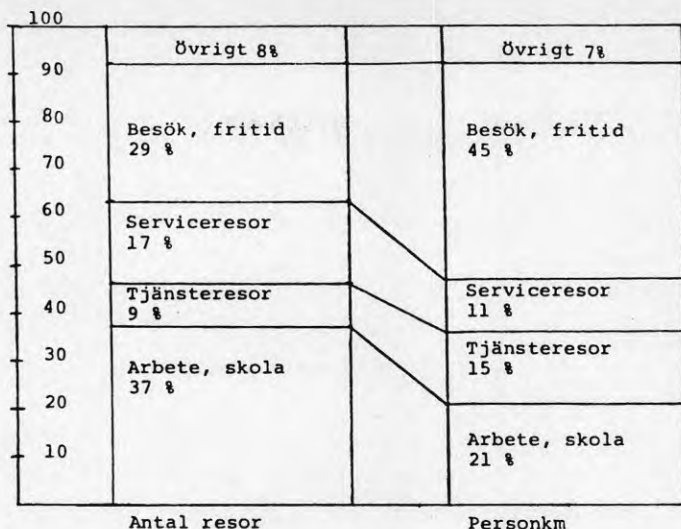 100
90
80
70
60
50
40
30
20
10
Övrigt 8%
Besök, fritid
29 %
Serviceresor
17 %
Tjänsteresor
9 %
Arbete, skola
37 %
Antal resor
Övrigt 7%
Besök, fritid
45 %
Serviceresor
11 %
Tjänsteresor
15 %
Arbete, skola
21 %
Personkm